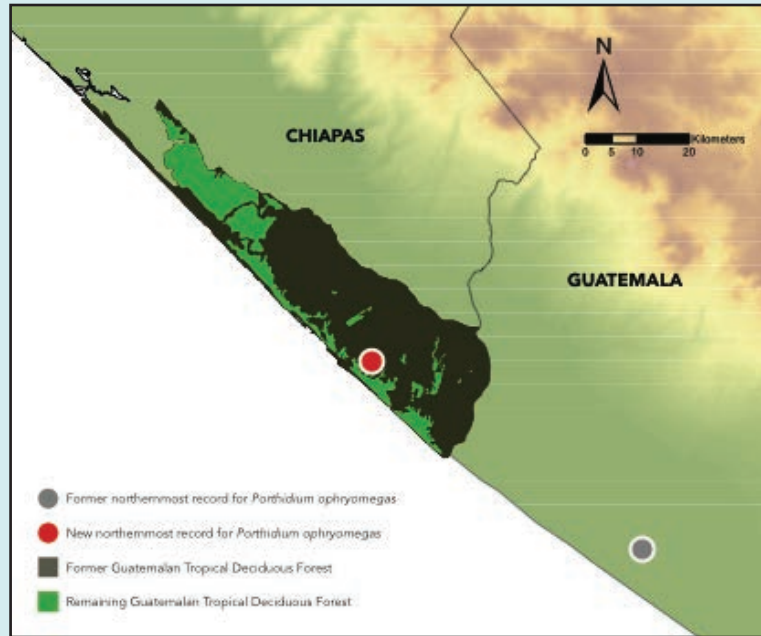 N
CHIAPAS
Kilometers
0 5 10 20
GUATEMALA
Former northernmost record for Porthidium ophryomegas
New northernmost record for Porthidium ophryomegas
Former Guatemalan Tropical Deciduous Forest
Remaining Guatemalan Tropical Deciduous Forest